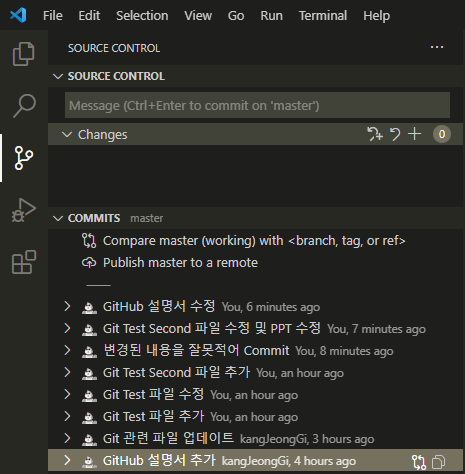 File Edit Selection View Go Run Terminal Help
SOURCE CONTROL
SOURCE CONTROL
Message (Ctrl+Enter to commit on 'master')
Changes 0
COMMITS master
Compare master (working) with <branch, tag, or ref>
Publish master to a remote
GitHub 설명서 수정 You, 6 minutes ago
Git Test Second 파일 수정 및 PPT 수정 You, 7 minutes ago
변경된 내용을 잘못적어 Commit You, 8 minutes ago
Git Test Second 파일 추가 You, an hour ago
Git Test 파일 수정 You, an hour ago
Git Test 파일 추가 You, an hour ago
Git 관련 파일 업데이트 kangJeongGi, 3 hours ago
GitHub 설명서 추가 kangJeongGi, 4 hours ago